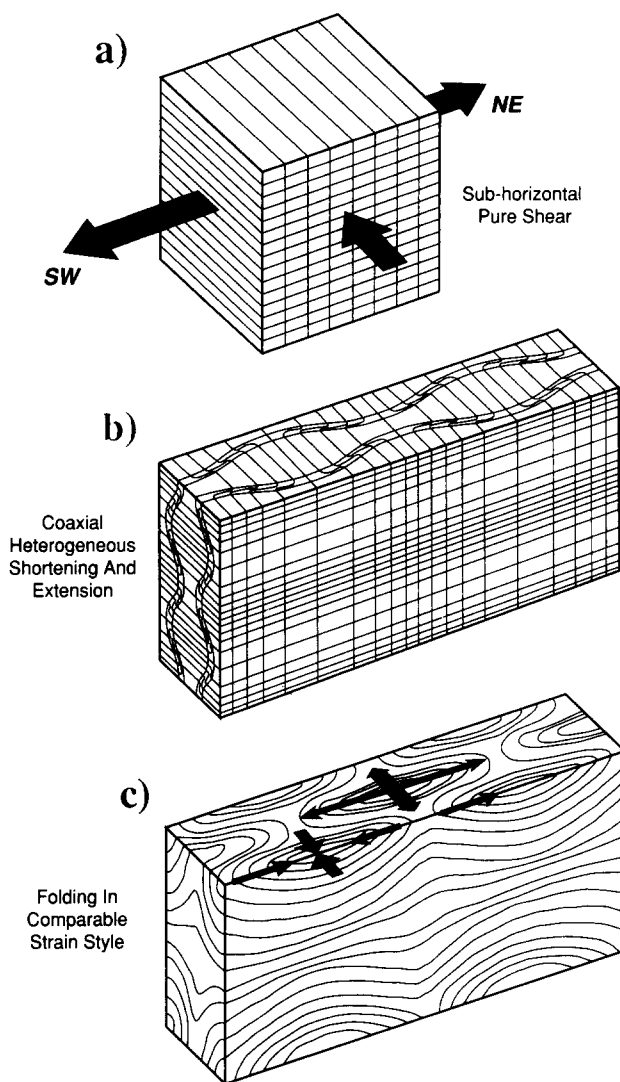 a)
NE
Sub-horizontal
Pure Shear
SW
b)
Coaxial
Heterogeneous
Shortening And
Extension
c)
Folding In
Comparable
Strain Style